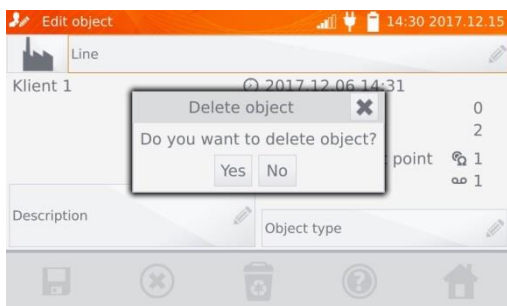 Edit object 14:30 2017.12.15
Line
Klient 1 2017.12.06 14:31
Delete object
0
Do you want to delete object?
2
point 1
Yes No
1
Description
Object type